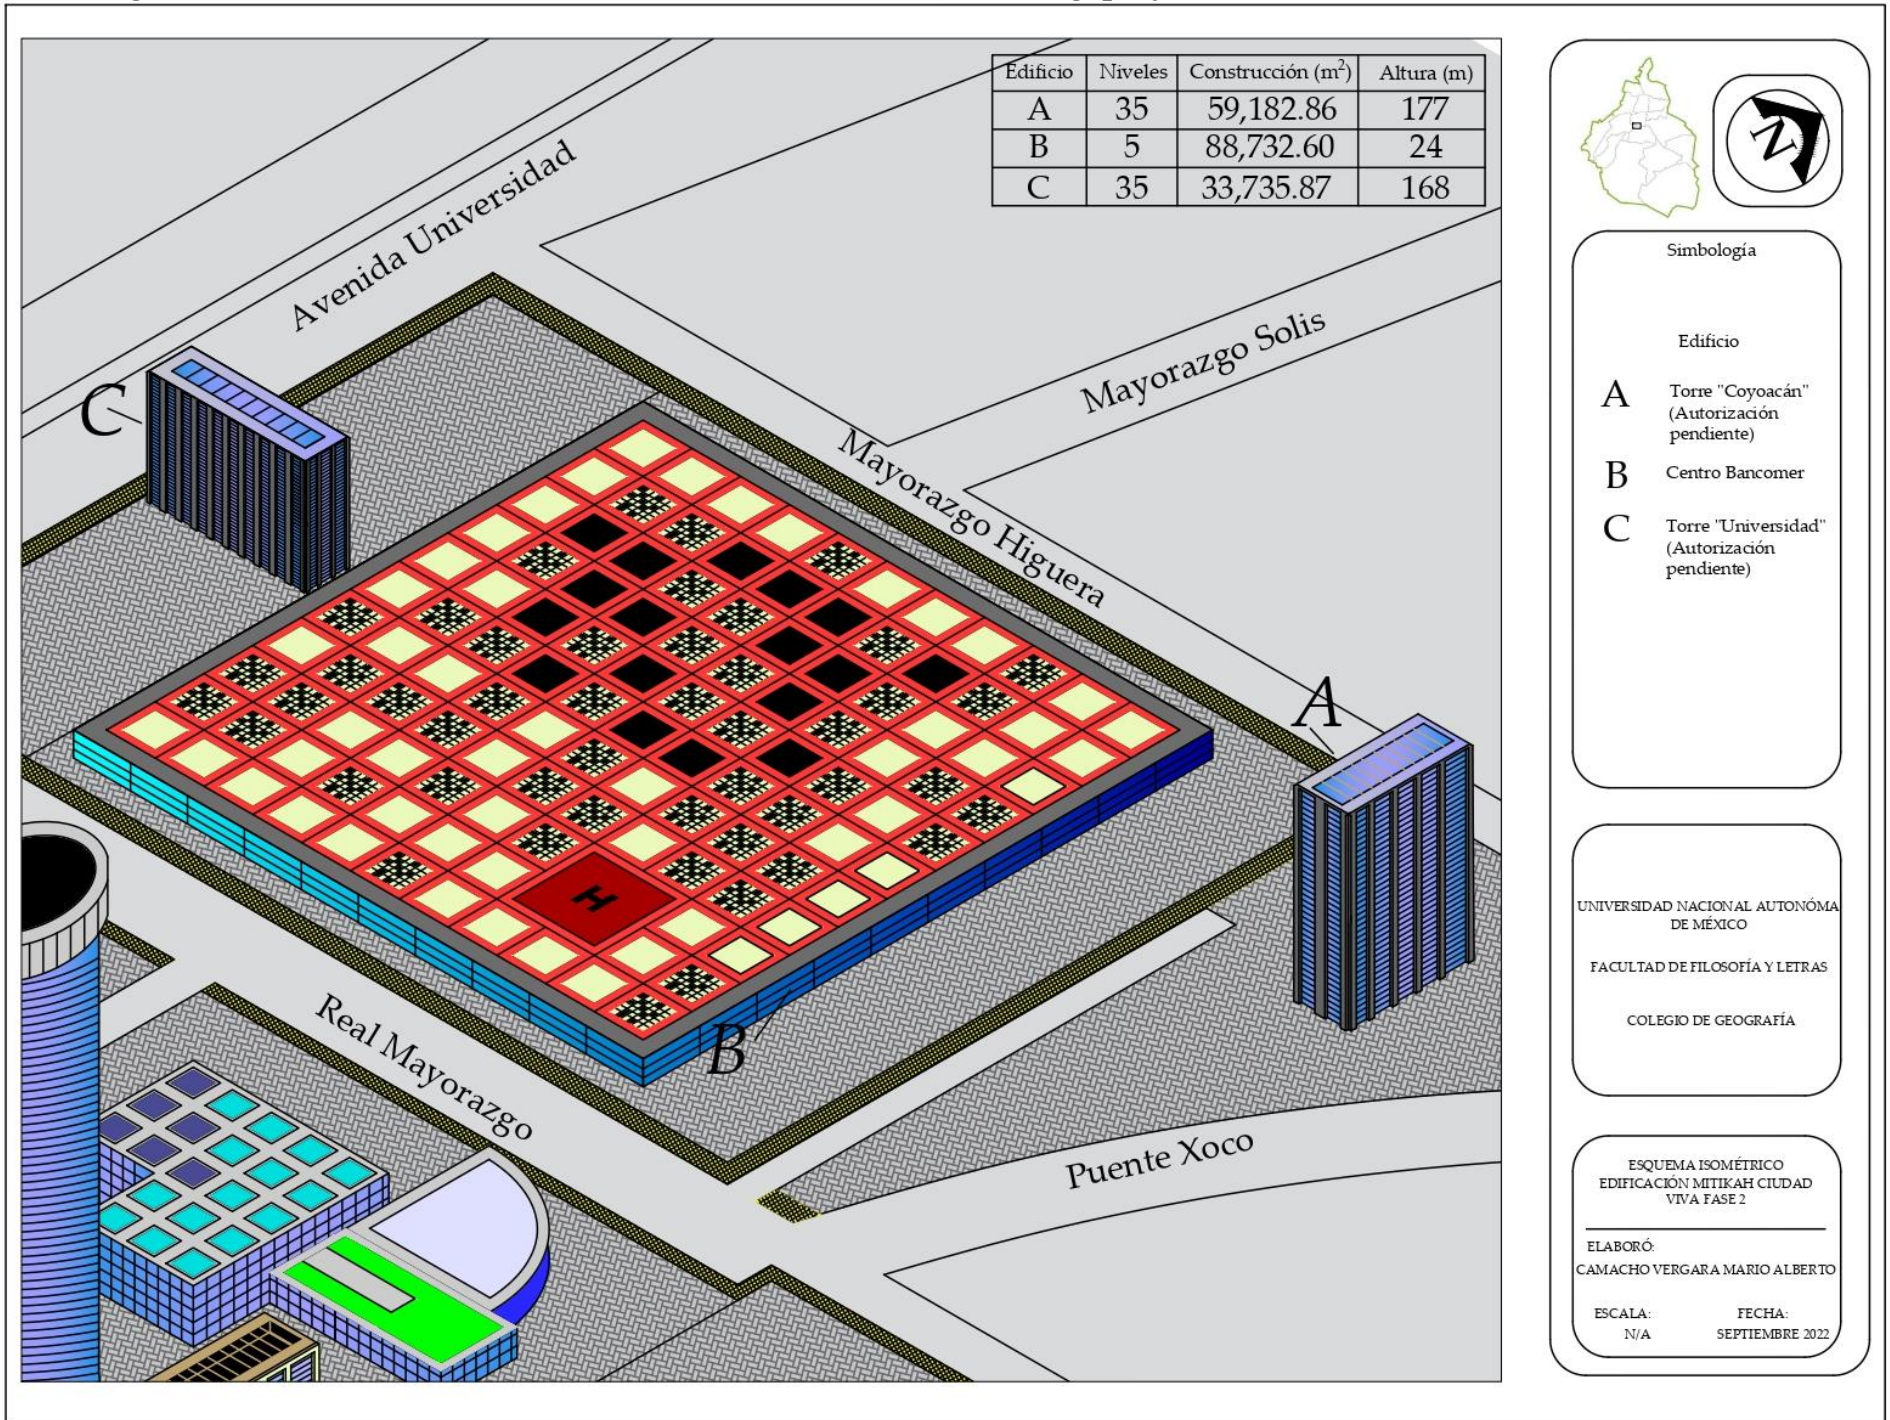 Edificio Niveles Construcción (m²) Altura (m)
A 35 59,182.86 177
B 5 88,732.60 24
C 35 33,735.87 168
Avenida Universidad
Mayorazgo Solis
Mayorazgo Higuera
C
A
H
B
Real Mayorazgo
Puente Xoco
N
Simbología
Edificio
A Torre "Coyoacán"
(Autorización
pendiente)
B Centro Bancomer
C Torre "Universidad"
(Autorización
pendiente)
UNIVERSIDAD NACIONAL AUTONÓMA
DE MÉXICO
FACULTAD DE FILOSOFÍA Y LETRAS
COLEGIO DE GEOGRAFÍA
ESQUEMA ISOMÉTRICO
EDIFICACIÓN MITIKAH CIUDAD
VIVA FASE 2
ELABORÓ:
CAMACHO VERGARA MARIO ALBERTO
ESCALA: FECHA:
N/A SEPTIEMBRE 2022